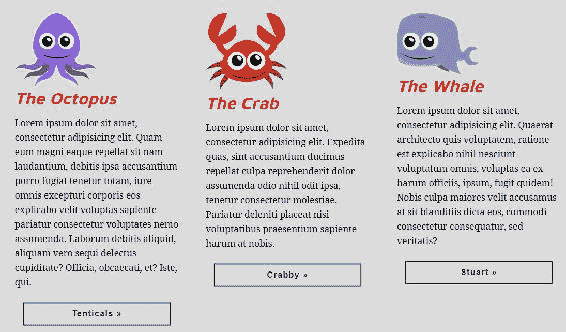 The Octopus
Lorem ipsum dolor sit amet,
consectetur adipisicing elit. Quam
eum magni eaque repellat sit nam
laudantium, debitis ipsa accusantium
porro fugiat tenetur totam, iure
omnis excepturi corporis eos
explicabo velit voluptas sapiente
pariatur consectetur voluptates nemo
assumenda. Laborum debitis aliquid,
aliquam vero sequi delectus
cupiditate? Officia, obcaecati, et? Iste,
qui.
Tenticals »
The Crab
Lorem ipsum dolor sit amet,
consectetur adipisicing elit. Expedita
quas, sint accusantium ducimus
repellat culpa reprehenderit dolor
assumenda odio nihil odit ipsa,
tenetur consectetur molestiae.
Pariatur deleniti placeat nisi
voluptatibus praesentium sapiente
harum at nobis.
Crabby »
The Whale
Lorem ipsum dolor sit amet,
consectetur adipisicing elit. Quaerat
architecto quis voluptatem, ratione
est explicabo nihil nesciunt
voluptatum omnis, voluptas ea ex
harum officiis, ipsum, fugit quidem!
Nobis culpa maiores velit accusamus
at sit blanditiis dicta eos, commodi
consectetur consequatur, sed
veritatis?
Stuart »